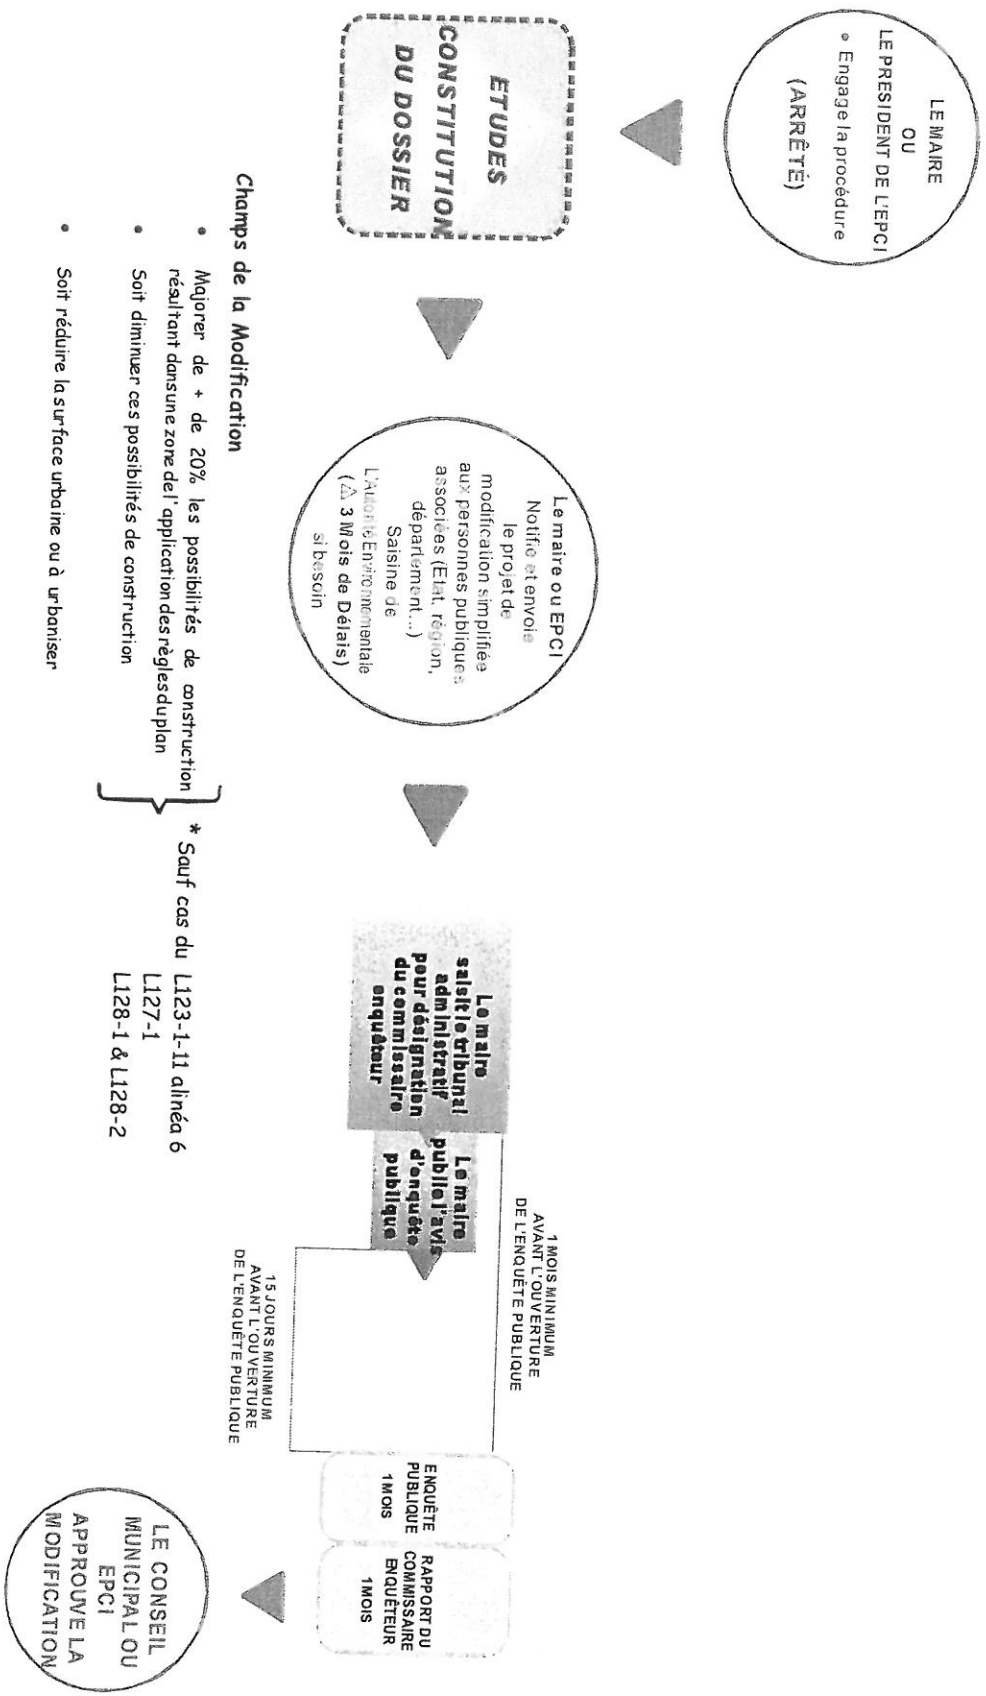 LE MAIRE
OU
LE PRESIDENT DE L'EPCI
• Engage la procédure
(ARRÊTÉ)
ETUDES
CONSTITUTION
DU DOSSIER
Le maire ou EPCI
Notifie et envoie
le projet de
modification simplifiée
aux personnes publiques
associées (Etat, région,
département...)
Saisine de
L'Autorité Environnementale
(⚠ 3 Mois de Délais)
si besoin
Le maire
saisit le tribunal
administratif
pour désignation
du commissaire
enquêteur
Le maire
publie l'avis
d'enquête
publique
1 MOIS MINIMUM
AVANT L'OUVERTURE
DE L'ENQUÊTE PUBLIQUE
15 JOURS MINIMUM
AVANT L'OUVERTURE
DE L'ENQUÊTE PUBLIQUE
ENQUÊTE
PUBLIQUE
1 MOIS
RAPPORT DU
COMMISSAIRE
ENQUÊTEUR
1 MOIS
LE CONSEIL
MUNICIPAL OU
EPCI
APPROUVE LA
MODIFICATION
Champs de la Modification
• Majorer de + de 20% les possibilités de construction
résultant dans une zone de l'application des règles du plan
• Soit diminuer ces possibilités de construction
• Soit réduire la surface urbaine ou à urbaniser
* Sauf cas du L123-1-11 alinéa 6
L127-1
L128-1 & L128-2